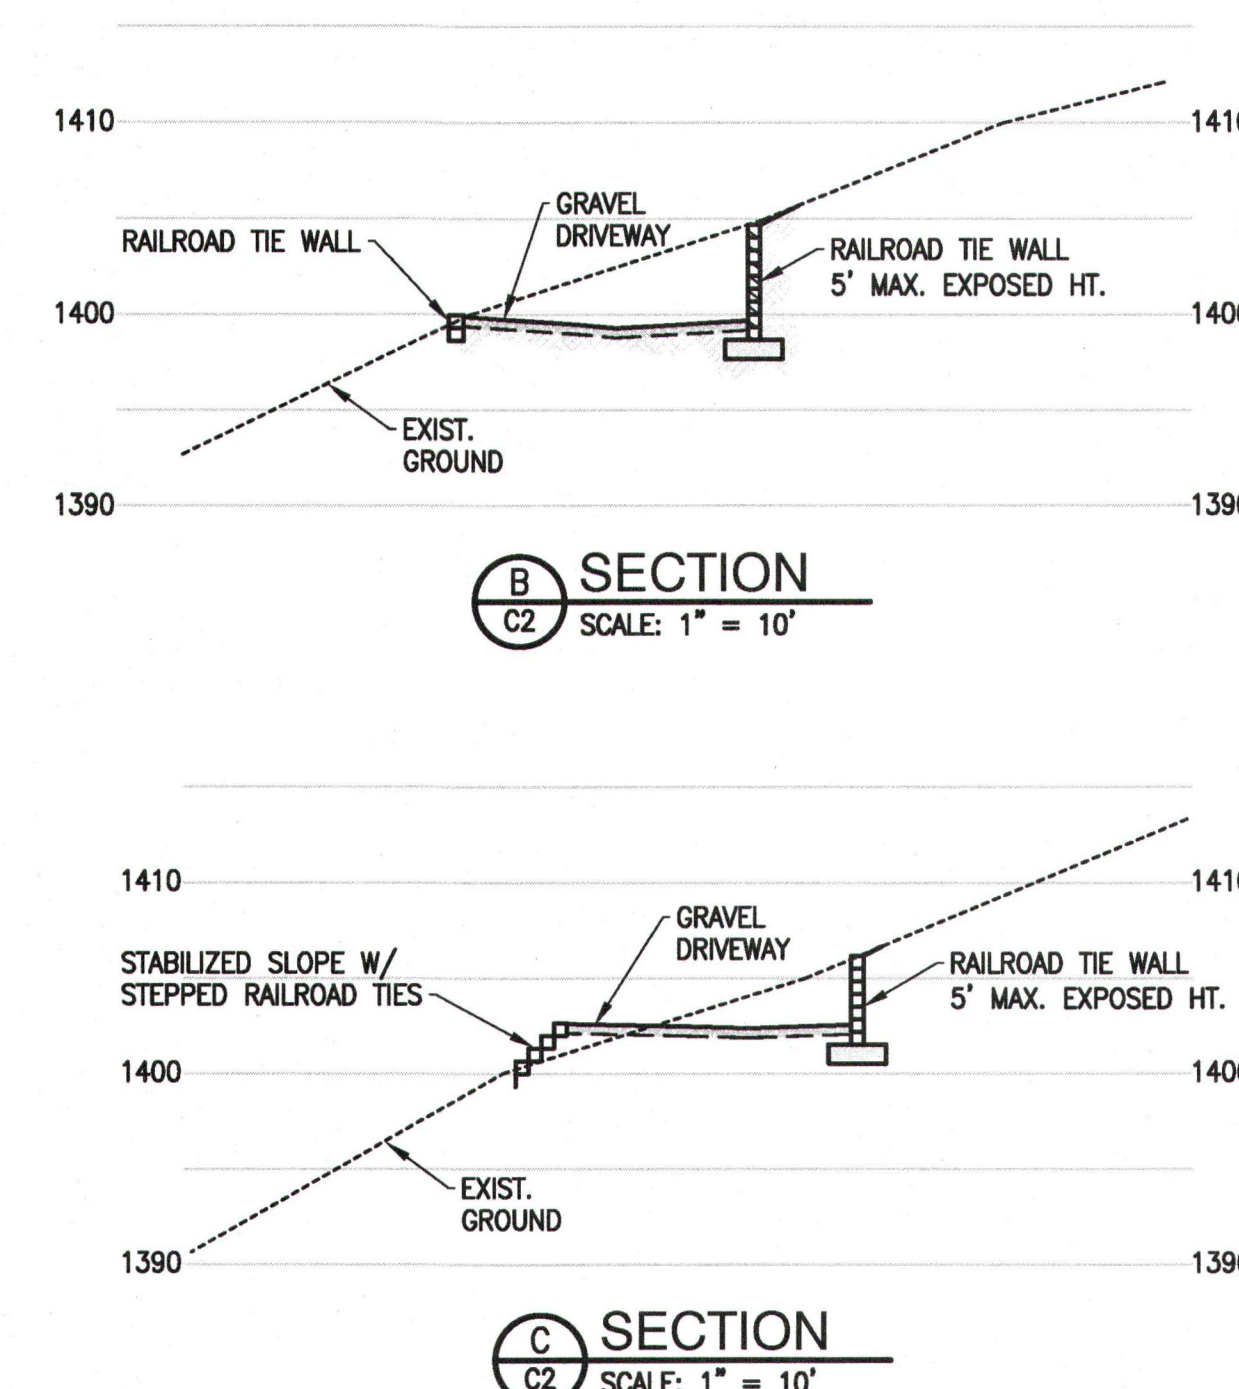 1410
1410
GRAVEL
DRIVEWAY
RAILROAD TIE WALL
RAILROAD TIE WALL
5' MAX. EXPOSED HT.
1400
1400
EXIST.
GROUND
1390
1390
B
C2
SECTION
SCALE: 1" = 10'
1410
1410
GRAVEL
DRIVEWAY
STABILIZED SLOPE W/
STEPPED RAILROAD TIES
RAILROAD TIE WALL
5' MAX. EXPOSED HT.
1400
1400
EXIST.
GROUND
1390
1390
C
C2
SECTION
SCALE: 1" = 10'